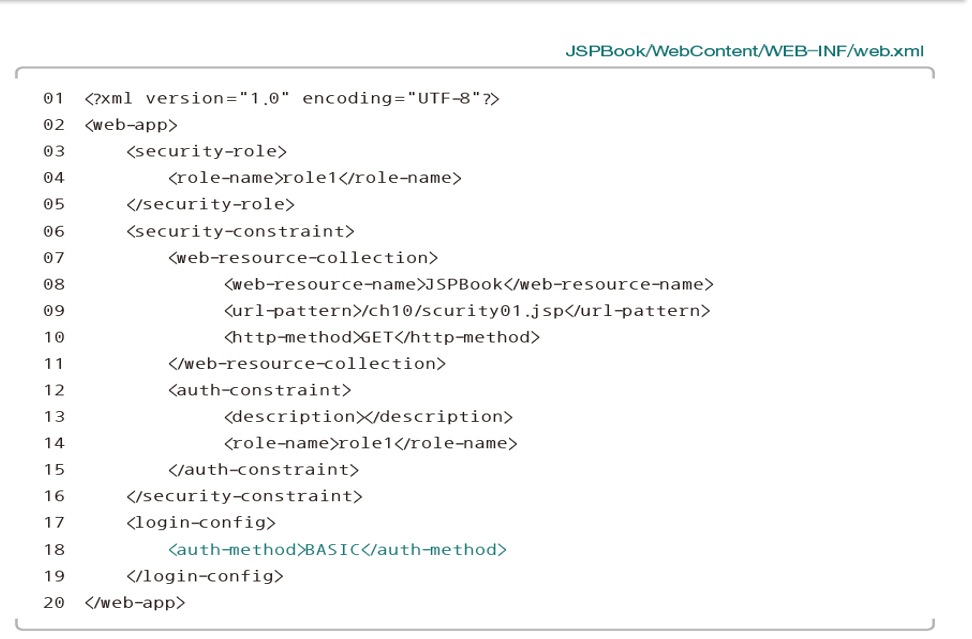 JSPBook/WebContent/WEB-INF/web.xml
01 <?xml version="1.0" encoding="UTF-8"?>
02 <web-app>
03 <security-role>
04 <role-name>role1</role-name>
05 </security-role>
06 <security-constraint>
07 <web-resource-collection>
08 <web-resource-name>JSPBook</web-resource-name>
09 <url-pattern>/ch10/scurity01.jsp</url-pattern>
10 <http-method>GET</http-method>
11 </web-resource-collection>
12 <auth-constraint>
13 <description></description>
14 <role-name>role1</role-name>
15 </auth-constraint>
16 </security-constraint>
17 <login-config>
18 <auth-method>BASIC</auth-method>
19 </login-config>
20 </web-app>